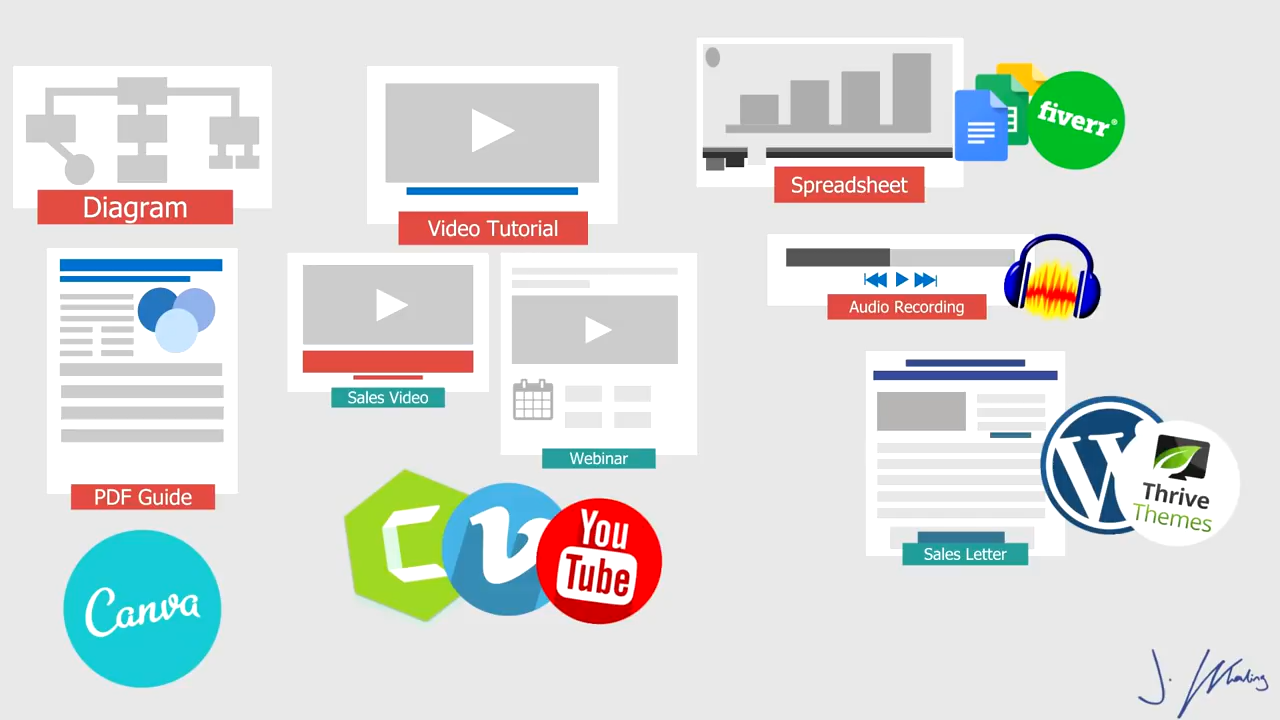 Diagram
Video Tutorial
Spreadsheet
fiverr®
Audio Recording
PDF Guide
Sales Video
Webinar
Sales Letter
Thrive
Themes
Canva
You
Tube